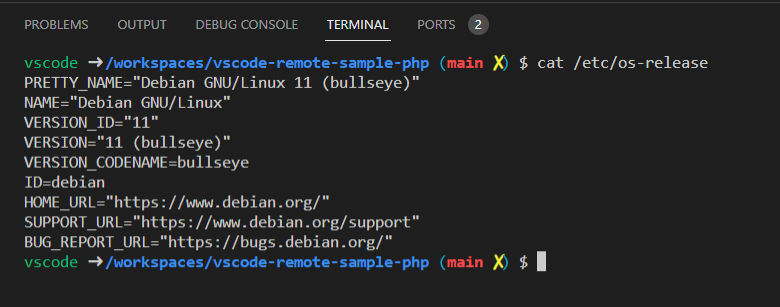 PROBLEMS OUTPUT DEBUG CONSOLE TERMINAL PORTS 2
vscode ➜/workspaces/vscode-remote-sample-php (main ✗) $ cat /etc/os-release
PRETTY_NAME="Debian GNU/Linux 11 (bullseye)"
NAME="Debian GNU/Linux"
VERSION_ID="11"
VERSION="11 (bullseye)"
VERSION_CODENAME=bullseye
ID=debian
HOME_URL="https://www.debian.org/"
SUPPORT_URL="https://www.debian.org/support"
BUG_REPORT_URL="https://bugs.debian.org/"
vscode ➜/workspaces/vscode-remote-sample-php (main ✗) $